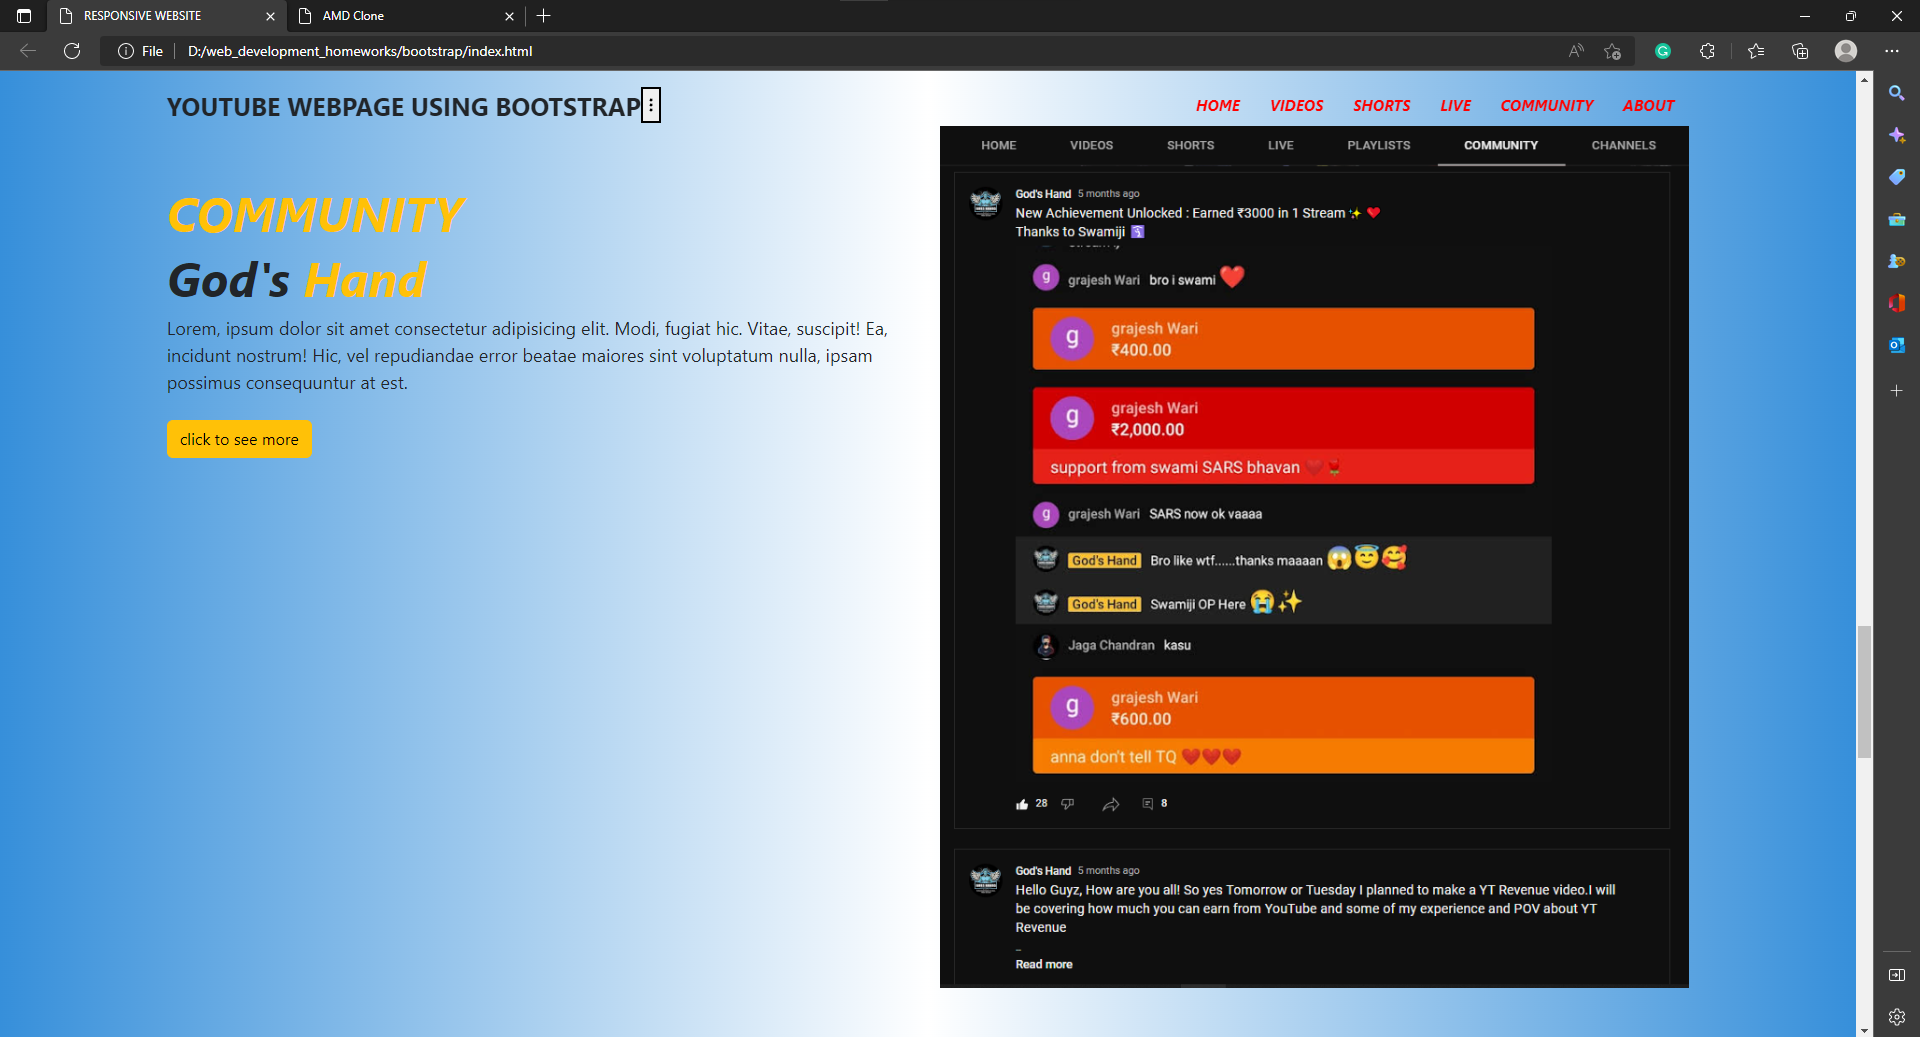 RESPONSIVE WEBSITE
AMD Clone
File
D:/web_development_homeworks/bootstrap/index.html
YOUTUBE WEBPAGE USING BOOTSTRAP
HOME VIDEOS SHORTS LIVE COMMUNITY ABOUT
COMMUNITY
God's Hand
Lorem, ipsum dolor sit amet consectetur adipisicing elit. Modi, fugiat hic. Vitae, suscipit! Ea,
incidunt nostrum! Hic, vel repudiandae error beatae maiores sint voluptatum nulla, ipsam
possimus consequuntur at est.
click to see more
HOME VIDEOS SHORTS LIVE PLAYLISTS COMMUNITY CHANNELS
God's Hand 5 months ago
New Achievement Unlocked : Earned ₹3000 in 1 Stream ✨ ❤️
Thanks to Swamiji
g grajesh Wari bro i swami ❤️
g grajesh Wari
₹400.00
g grajesh Wari
₹2,000.00
support from swami SARS bhavan ❤️🌹
g grajesh Wari SARS now ok vaaaa
God's Hand Bro like wtf......thanks maaaan 😱😇🥰
God's Hand Swamiji OP Here 😭✨
Jaga Chandran kasu
g grajesh Wari
₹600.00
anna don't tell TQ ❤️❤️❤️
28 8
God's Hand 5 months ago
Hello Guyz, How are you all! So yes Tomorrow or Tuesday I planned to make a YT Revenue video.I will
be covering how much you can earn from YouTube and some of my experience and POV about YT
Revenue
_
Read more